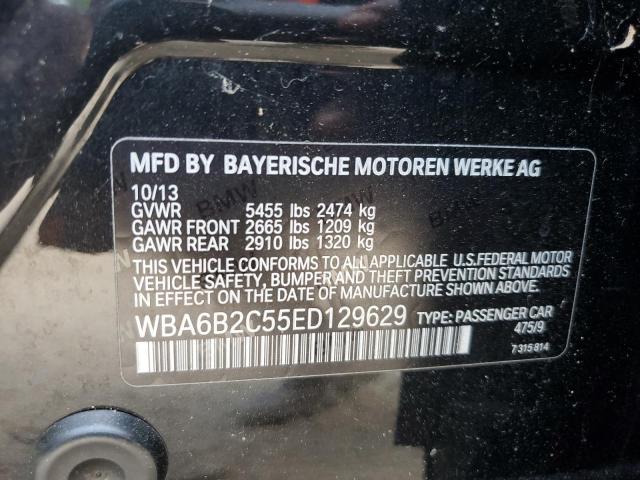 MFD BY BAYERISCHE MOTOREN WERKE AG
10/13
GVWR 5455 lbs 2474 kg
GAWR FRONT 2665 lbs 1209 kg
GAWR REAR 2910 lbs 1320 kg
THIS VEHICLE CONFORMS TO ALL APPLICABLE U.S.FEDERAL MOTOR
VEHICLE SAFETY, BUMPER AND THEFT PREVENTION STANDARDS
IN EFFECT ON THE DATE OF MANUFACTURE SHOWN ABOVE.
WBA6B2C55ED129629 TYPE: PASSENGER CAR
475/9
7 315 814
BMW